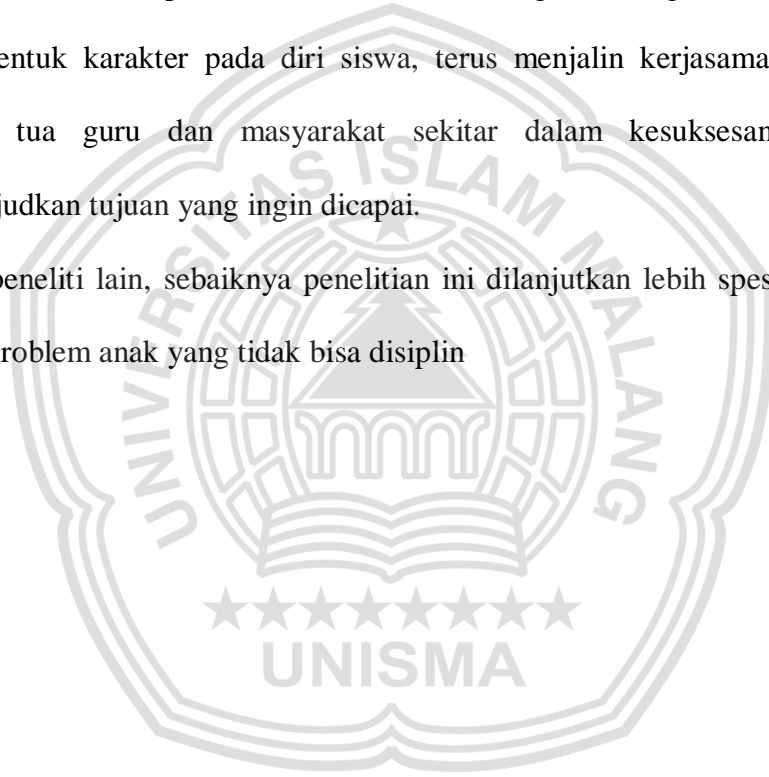 entuk karakter pada diri siswa, terus menjalin kerjasama
tua guru dan masyarakat sekitar dalam kesuksesan
judkan tujuan yang ingin dicapai.
peneliti lain, sebaiknya penelitian ini dilanjutkan lebih spes
roblem anak yang tidak bisa disiplin
UNIVERSITAS ISLAM MALANG
UNISMA